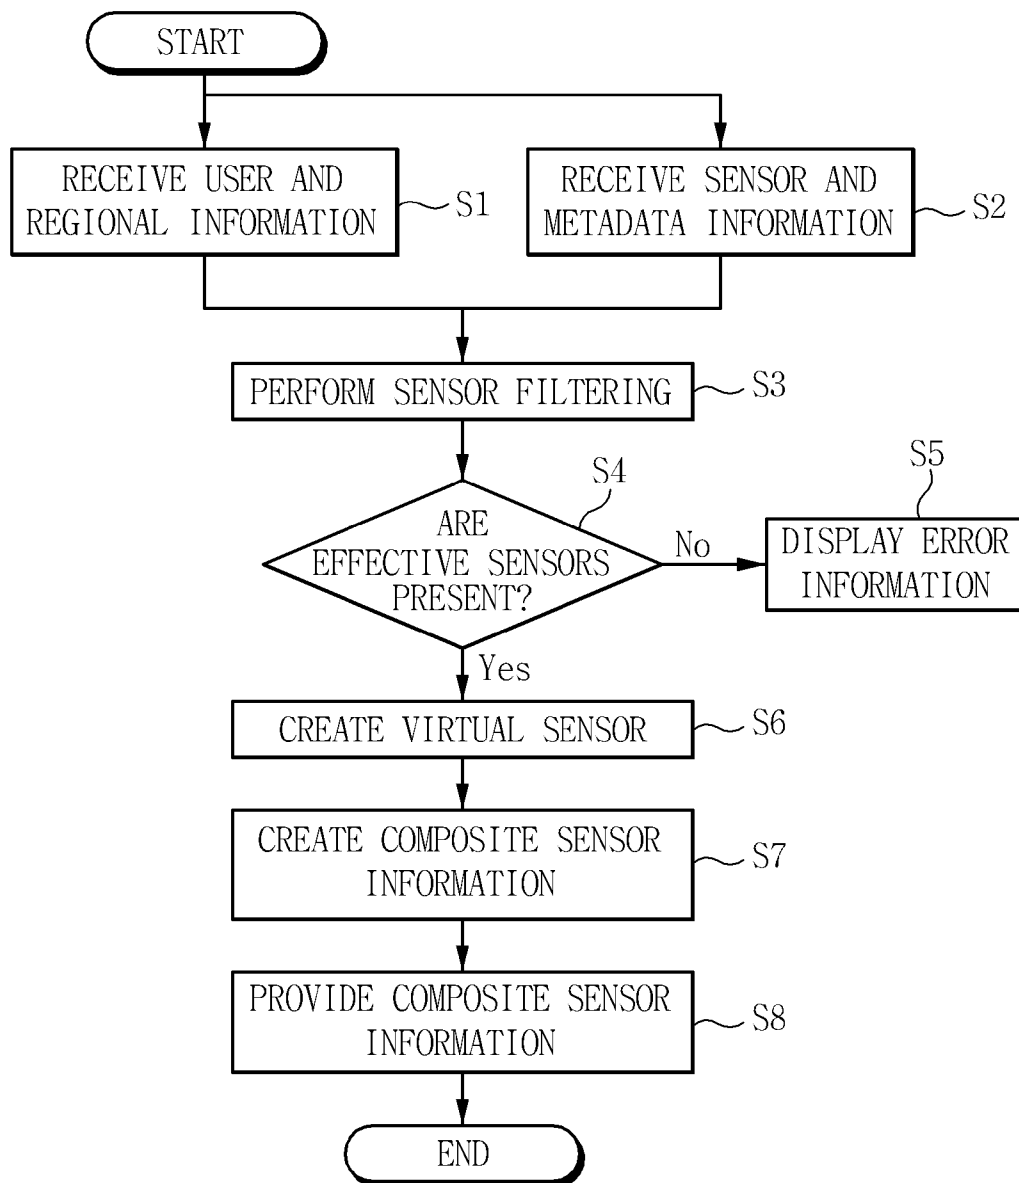 START
RECEIVE USER AND
REGIONAL INFORMATION
S1
RECEIVE SENSOR AND
METADATA INFORMATION
S2
PERFORM SENSOR FILTERING
S3
ARE
EFFECTIVE SENSORS
PRESENT?
S4
No
DISPLAY ERROR
INFORMATION
S5
Yes
CREATE VIRTUAL SENSOR
S6
CREATE COMPOSITE SENSOR
INFORMATION
S7
PROVIDE COMPOSITE SENSOR
INFORMATION
S8
END